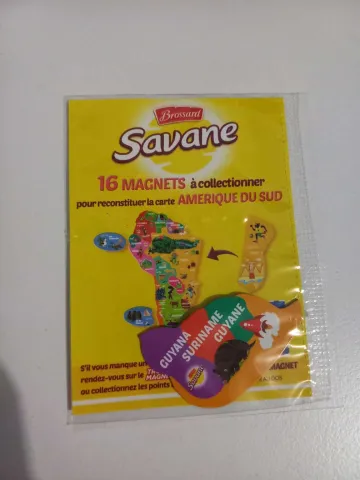 Brossard
Savane
16 MAGNETS à collectionner
pour reconstituer la carte AMERIQUE DU SUD
GUYANA
SURINAME
GUYANE
S'il vous manque un
rendez-vous sur le
ou collectionnez les points
MAGNET